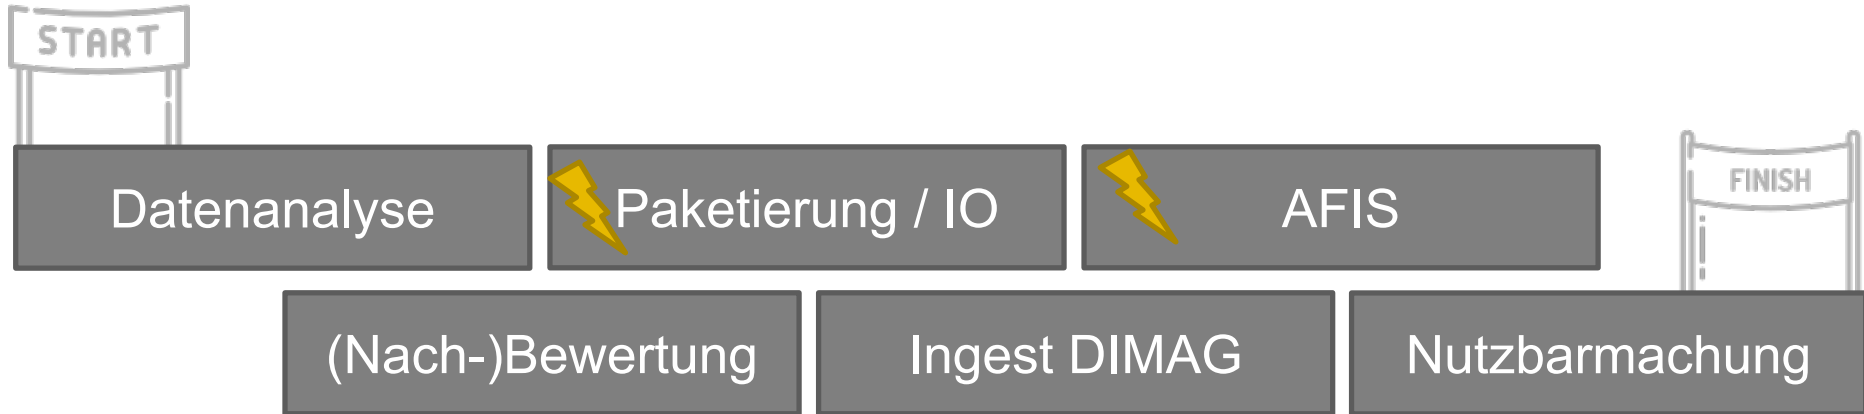 START
FINISH
Datenanalyse
Paketierung / IO
AFIS
(Nach-)Bewertung
Ingest DIMAG
Nutzbarmachung